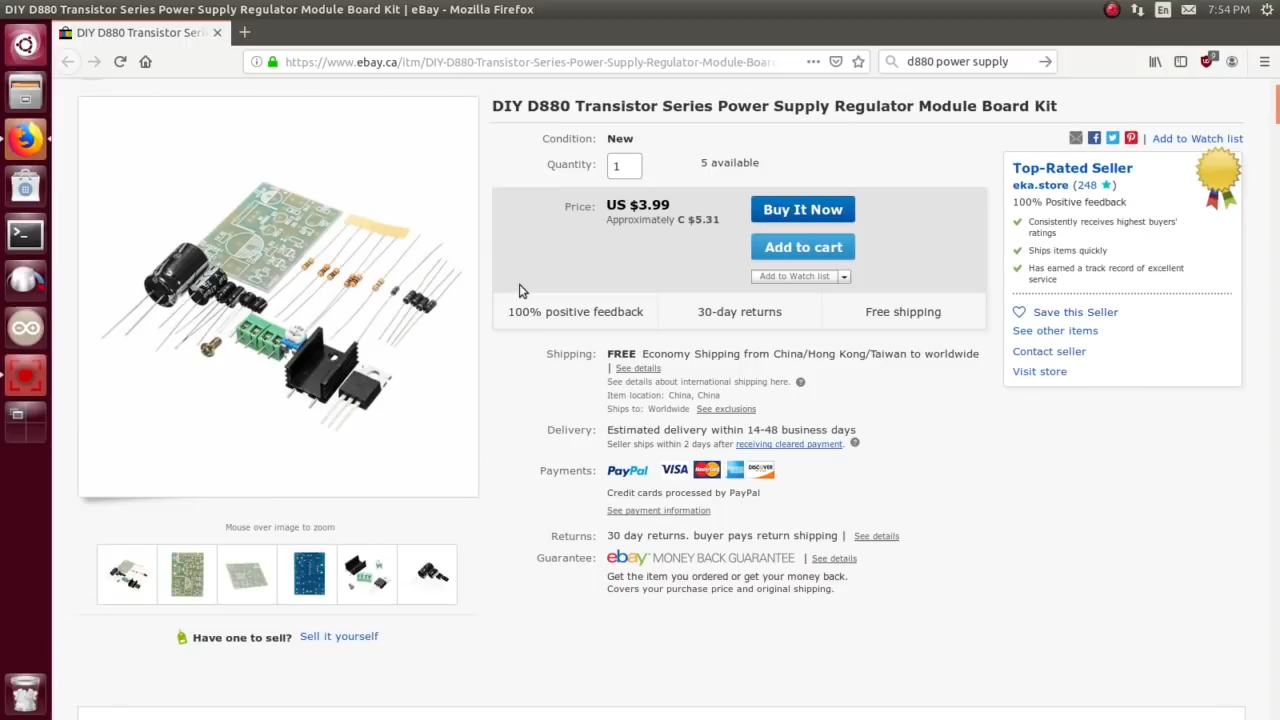 DIY D880 Transistor Series Power Supply Regulator Module Board Kit | eBay - Mozilla Firefox
En
7:54 PM
DIY D880 Transistor Seri
https://www.ebay.ca/itm/DIY-D880-Transistor-Series-Power-Supply-Regulator-Module-Boar
d880 power supply
DIY D880 Transistor Series Power Supply Regulator Module Board Kit
Condition: New
Quantity: 1 5 available
Price: US $3.99
Approximately C $5.31
Buy It Now
Add to cart
Add to Watch list
100% positive feedback 30-day returns Free shipping
Shipping: FREE Economy Shipping from China/Hong Kong/Taiwan to worldwide
| See details
See details about international shipping here.
Item location: China, China
Ships to: Worldwide See exclusions
Delivery: Estimated delivery within 14-48 business days
Seller ships within 2 days after receiving cleared payment.
Payments: PayPal VISA MasterCard DISCOVER
Credit cards processed by PayPal
See payment information
Returns: 30 day returns. buyer pays return shipping | See details
Guarantee: ebay MONEY BACK GUARANTEE | See details
Get the item you ordered or get your money back.
Covers your purchase price and original shipping.
| Add to Watch list
Top-Rated Seller
eka.store (248 ★)
100% Positive feedback
Consistently receives highest buyers'
ratings
Ships items quickly
Has earned a track record of excellent
service
Save this Seller
See other items
Contact seller
Visit store
Mouse over image to zoom
Have one to sell? Sell it yourself